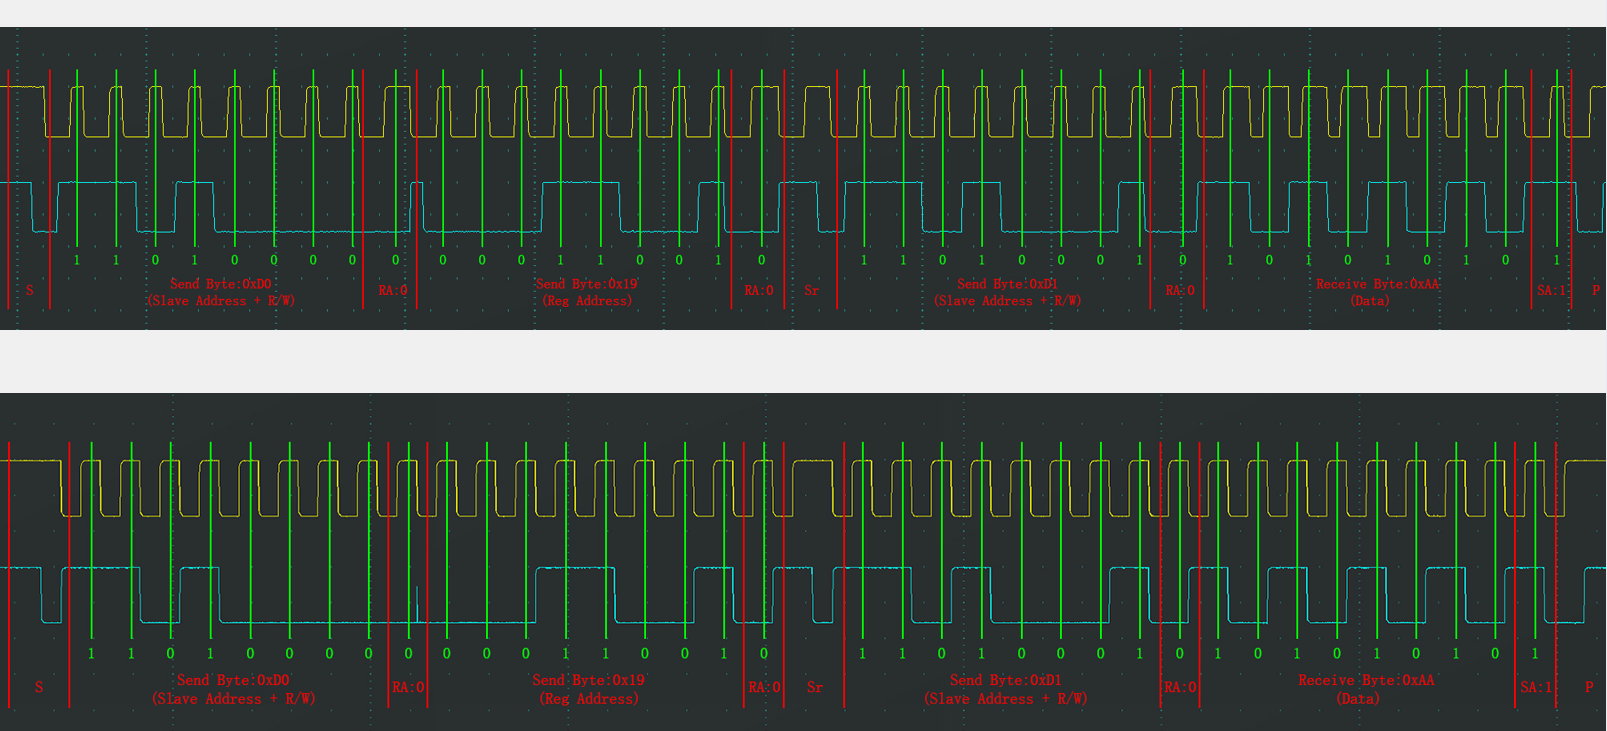 1 1 0 1 0 0 0 0 0 0 0 0 1 1 0 0 1 0 1 1 0 1 0 0 0 1 0 1 0 1 0 1 0 1 0 1
S Send Byte:0xD0 RA:0 Send Byte:0x19 RA:0 Sr Send Byte:0xD1 RA:0 Receive Byte:0xAA SA:1 P
(Slave Address + R/W) (Reg Address) (Slave Address + R/W) (Data)
1 1 0 1 0 0 0 0 0 0 0 0 1 1 0 0 1 0 1 1 0 1 0 0 0 1 0 1 0 1 0 1 0 1 0 1
S Send Byte:0xD0 RA:0 Send Byte:0x19 RA:0 Sr Send Byte:0xD1 RA:0 Receive Byte:0xAA SA:1 P
(Slave Address + R/W) (Reg Address) (Slave Address + R/W) (Data)